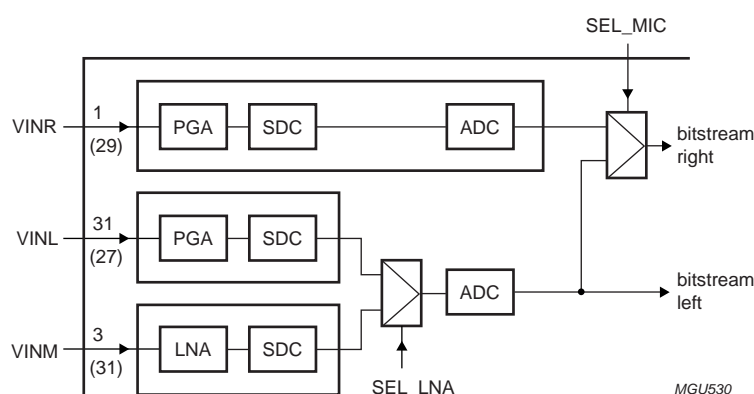 SEL_MIC
VINR
1
(29)
PGA
SDC
ADC
bitstream
right
VINL
31
(27)
PGA
SDC
ADC
bitstream
left
VINM
3
(31)
LNA
SDC
SEL_LNA
MGU530